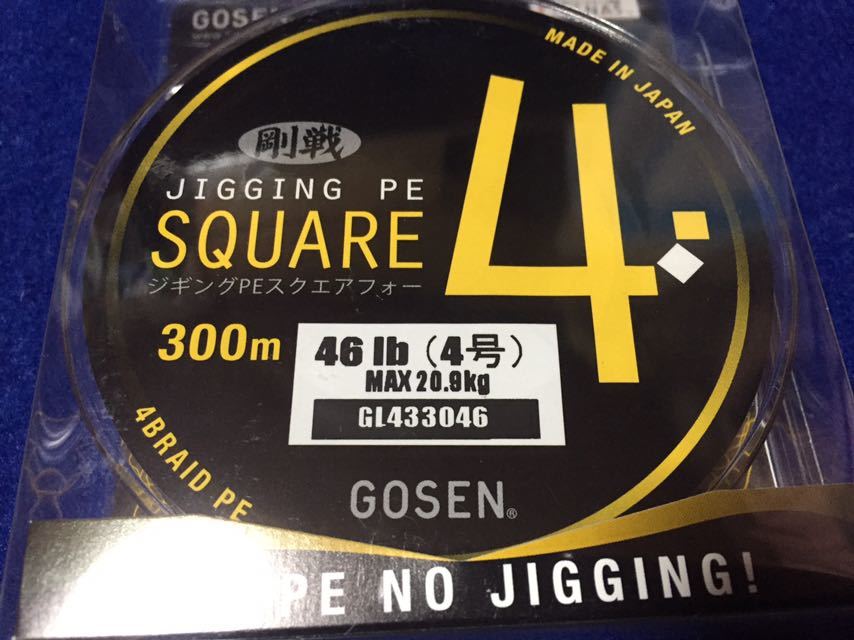 GOSEN
MADE IN JAPAN
剛戦
JIGGING PE
SQUARE
4
ジギングPEスクエアフォー
300m
46 lb (4号)
MAX 20.9kg
GL433046
4BRAID PE
GOSEN®
PE NO JIGGING!